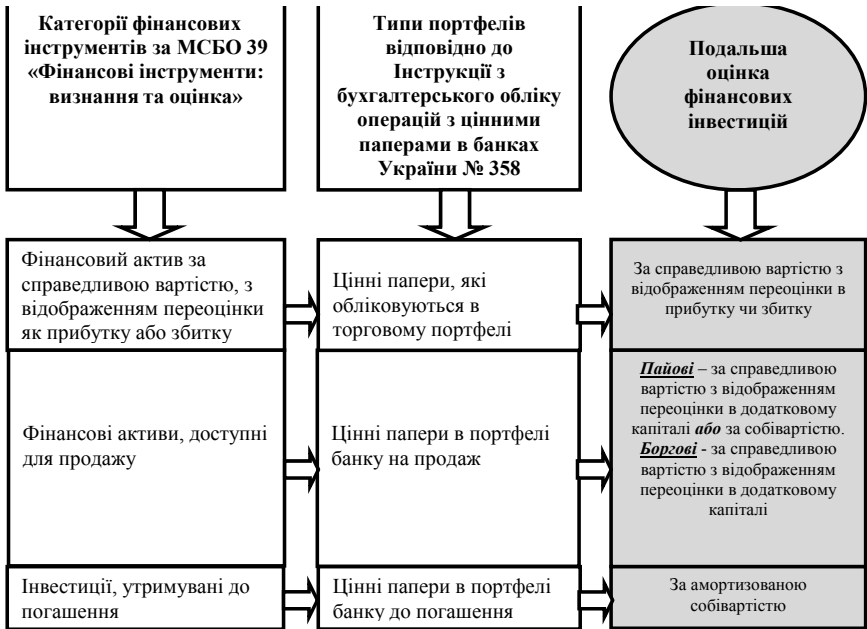 Категорії фінансових
інструментів за МСБО 39
«Фінансові інструменти:
визнання та оцінка»
Типи портфелів
відповідно до
Інструкції з
бухгалтерського обліку
операцій з цінними
паперами в банках
України № 358
Подальша
оцінка
фінансових
інвестицій
Фінансовий актив за
справедливою вартістю, з
відображенням переоцінки
як прибутку або збитку
Цінні папери, які
обліковуються в
торговому портфелі
За справедливою вартістю з
відображенням переоцінки в
прибутку чи збитку
Фінансові активи, доступні
для продажу
Цінні папери в портфелі
банку на продаж
Пайові – за справедливою
вартістю з відображенням
переоцінки в додатковому
капіталі або за собівартістю.
Боргові - за справедливою
вартістю з відображенням
переоцінки в додатковому
капіталі
Інвестиції, утримувані до
погашення
Цінні папери в портфелі
банку до погашення
За амортизованою
собівартістю